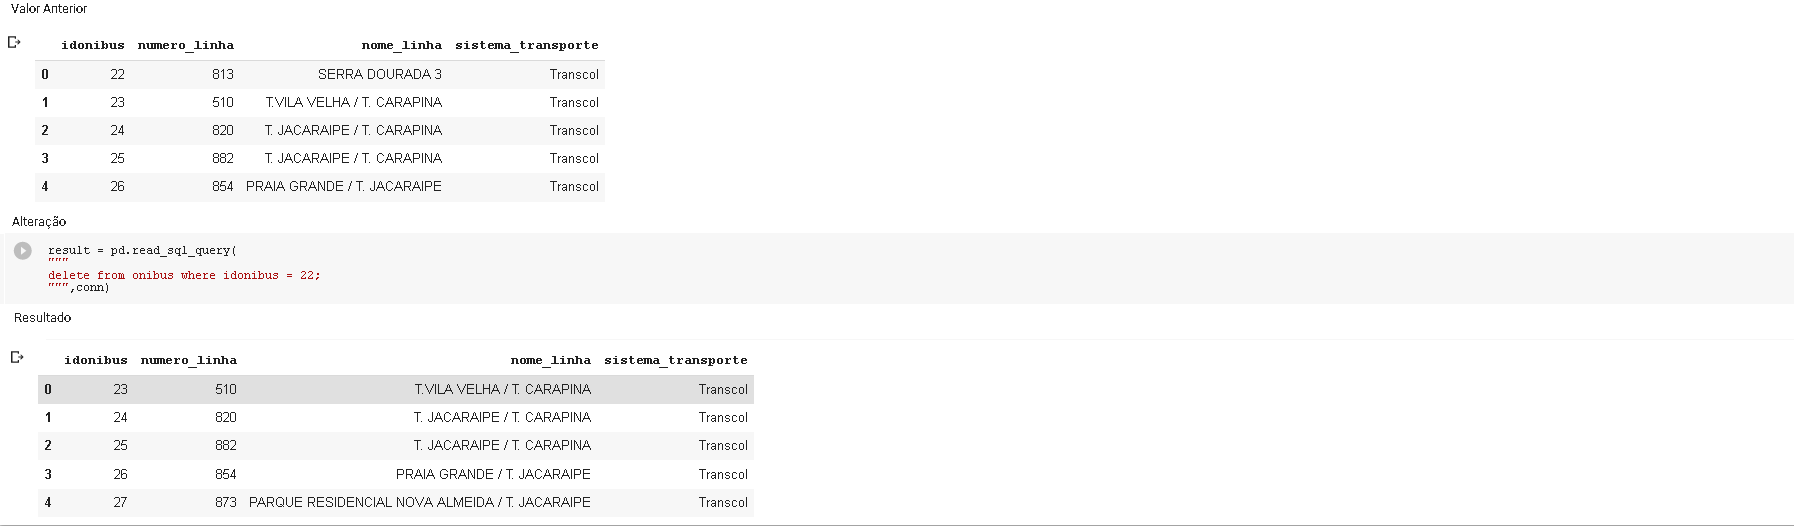 Valor Anterior
idonibus numero_linha nome_linha sistema_transporte
0 22 813 SERRA DOURADA 3 Transcol
1 23 510 T.VILA VELHA / T. CARAPINA Transcol
2 24 820 T. JACARAIPE / T. CARAPINA Transcol
3 25 882 T. JACARAIPE / T. CARAPINA Transcol
4 26 854 PRAIA GRANDE / T. JACARAIPE Transcol
Alteração
result = pd.read_sql_query(
"""
delete from onibus where idonibus = 22;
""",conn)
Resultado
idonibus numero_linha nome_linha sistema_transporte
0 23 510 T.VILA VELHA / T. CARAPINA Transcol
1 24 820 T. JACARAIPE / T. CARAPINA Transcol
2 25 882 T. JACARAIPE / T. CARAPINA Transcol
3 26 854 PRAIA GRANDE / T. JACARAIPE Transcol
4 27 873 PARQUE RESIDENCIAL NOVA ALMEIDA / T. JACARAIPE Transcol